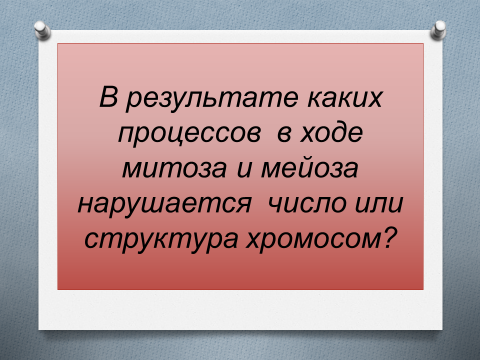 В результате каких
процессов  в ходе
митоза и мейоза
нарушается  число или
структура хромосом?